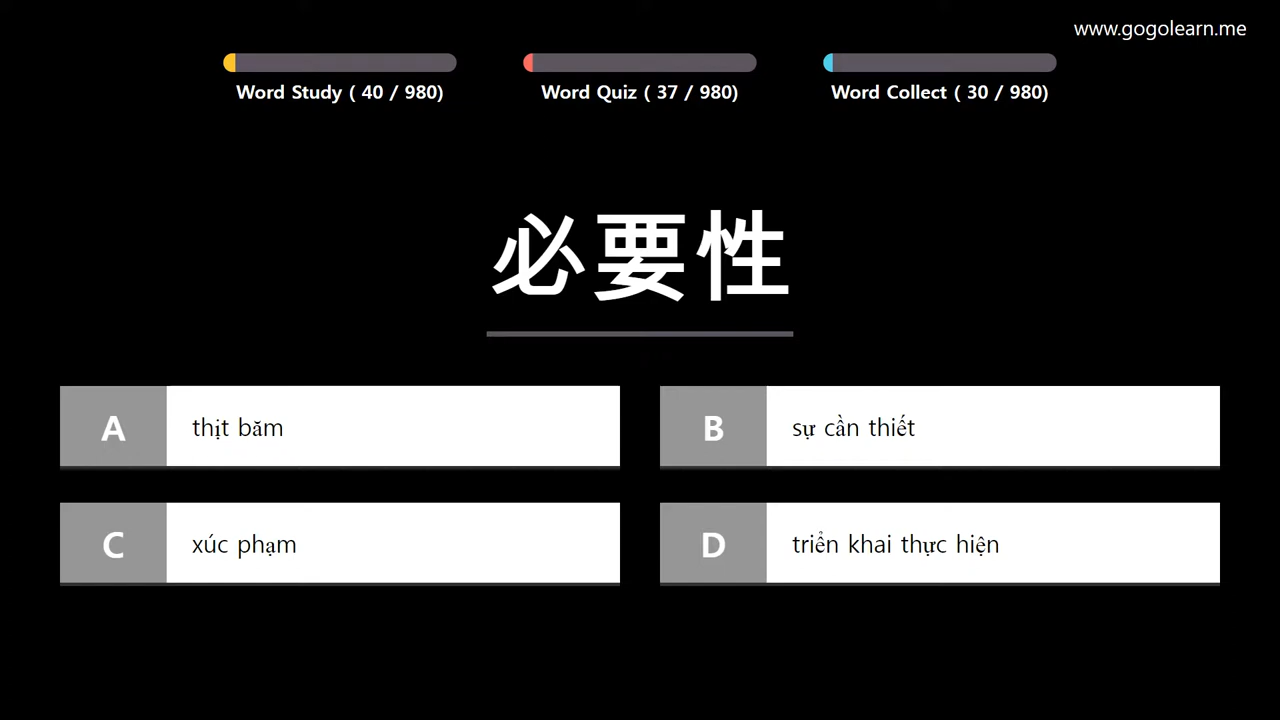 www.gogolearn.me
Word Study ( 40 / 980)
Word Quiz ( 37 / 980)
Word Collect ( 30 / 980)
必要性
A thịt băm
B sự cần thiết
C xúc phạm
D triển khai thực hiện